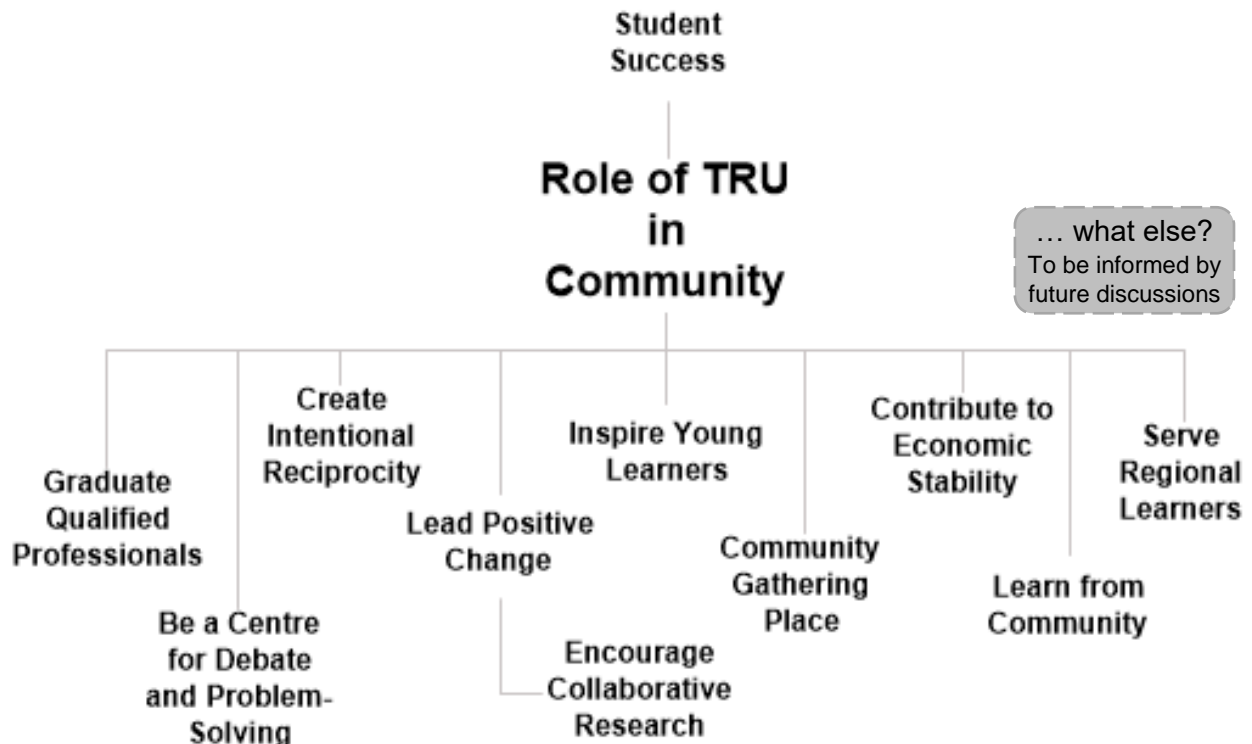 Student
Success
Role of TRU
in
Community
… what else?
To be informed by
future discussions
Graduate
Qualified
Professionals
Be a Centre
for Debate
and Problem-
Solving
Create
Intentional
Reciprocity
Lead Positive
Change
Encourage
Collaborative
Research
Inspire Young
Learners
Community
Gathering
Place
Contribute to
Economic
Stability
Learn from
Community
Serve
Regional
Learners